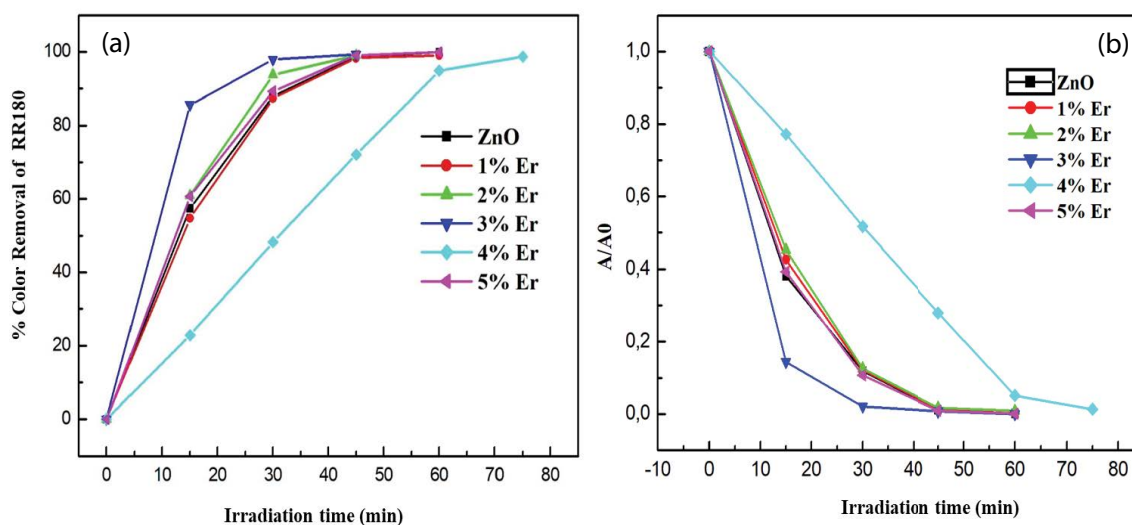 (a)
% Color Removal of RR180
100
80
60
40
20
0
ZnO
1% Er
2% Er
3% Er
4% Er
5% Er
0 10 20 30 40 50 60 70 80
Irradiation time (min)
(b)
A/A0
1,0
0,8
0,6
0,4
0,2
0,0
ZnO
1% Er
2% Er
3% Er
4% Er
5% Er
-10 0 10 20 30 40 50 60 70 80
Irradiation time (min)